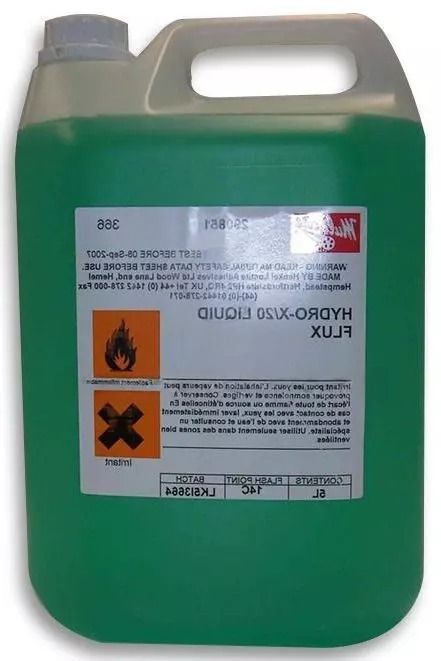 Multicore
290851 366
BEST BEFORE 08-Sep-2007
WARNING - READ MATERIAL SAFETY DATA SHEET BEFORE USE.
MADE BY Henkel Loctite Adhesives Ltd Wood Lane end, Hemel
Hempstead, Hertfordshire, HP2 4RQ, UK Tel +44 (0) 1442 278-000 Fax
(44)-(0) 01442-278-071
HYDRO-X/20 LIQUID
FLUX
Facilement inflammable
Irritant
Irritant pour les yeux. L'inhalation de vapeurs peut
provoquer somnolence et vertiges. Conserver à
l'écart de toute flamme ou source d'étincelle En
cas de contact avec les yeux, laver immédiatement
et abondamment avec de l'eau et consulter un
spécialiste. Utiliser seulement dans des zones bien
ventilées
CONTENTS FLASH POINT BATCH
5L 14C LK5I3664